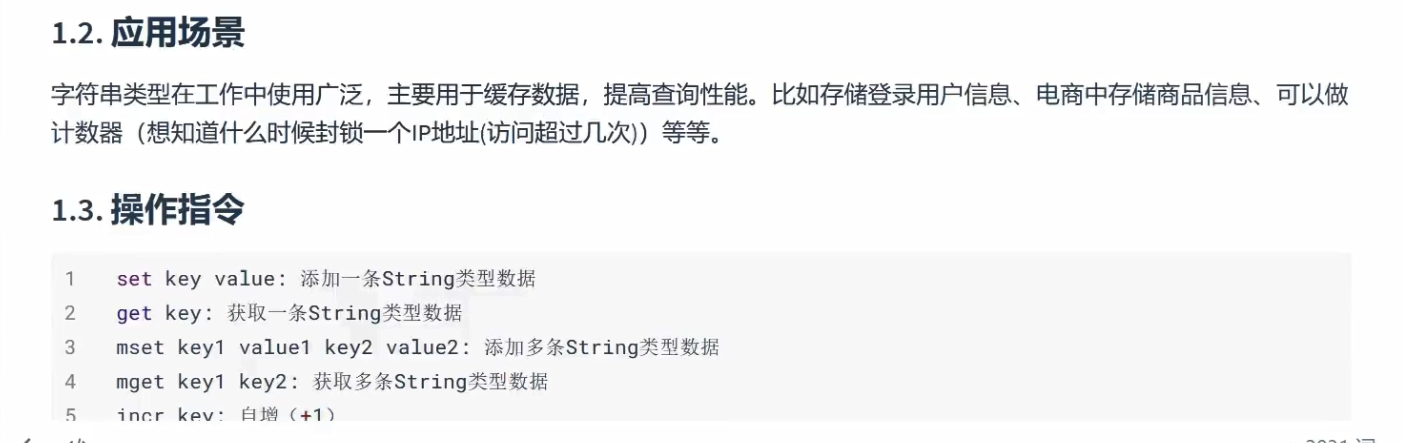 1.2. 应用场景
字符串类型在工作中使用广泛，主要用于缓存数据，提高查询性能。比如存储登录用户信息、电商中存储商品信息、可以做
计数器（想知道什么时候封锁一个IP地址(访问超过几次)）等等。
1.3. 操作指令
1 set key value: 添加一条String类型数据
2 get key: 获取一条String类型数据
3 mset key1 value1 key2 value2: 添加多条String类型数据
4 mget key1 key2: 获取多条String类型数据
5 incr key: 自增（+1）